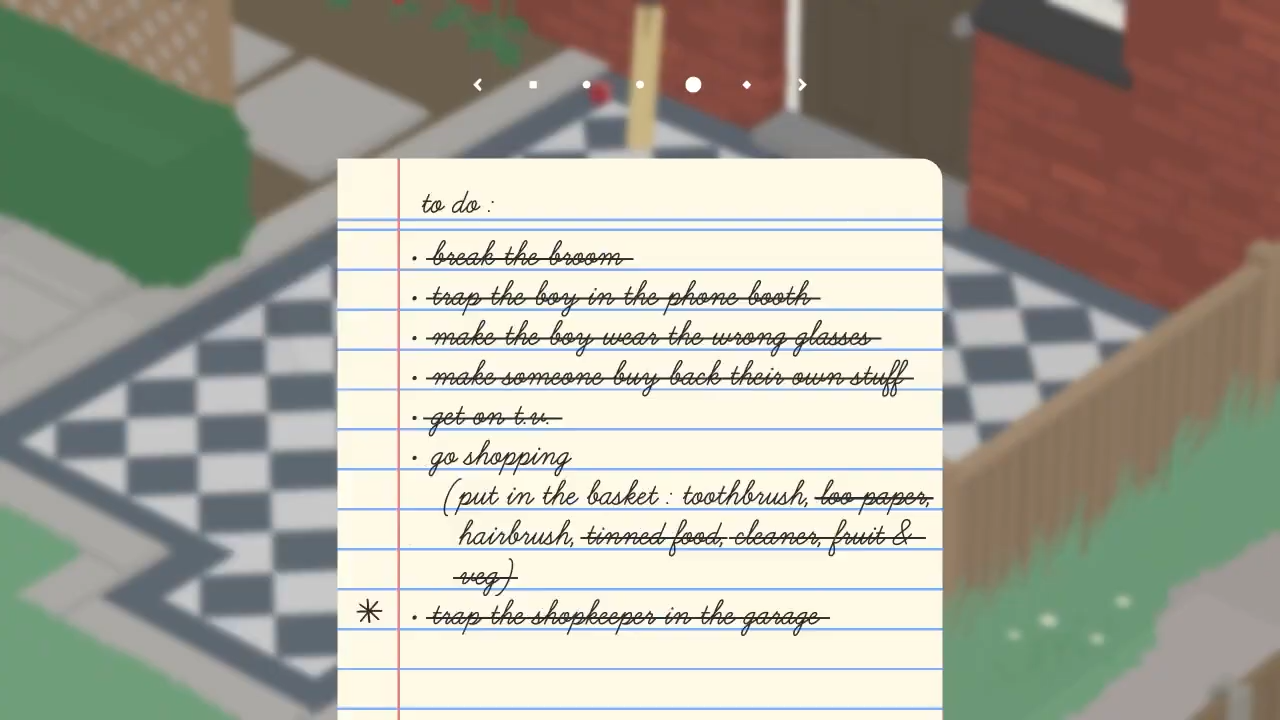 to do :
• break the broom
• trap the boy in the phone booth
• make the boy wear the wrong glasses
• make someone buy back their own stuff
• get on t.v.
• go shopping
(put in the basket : toothbrush, loo paper,
hairbrush, tinned food, cleaner, fruit &
veg)
• trap the shopkeeper in the garage